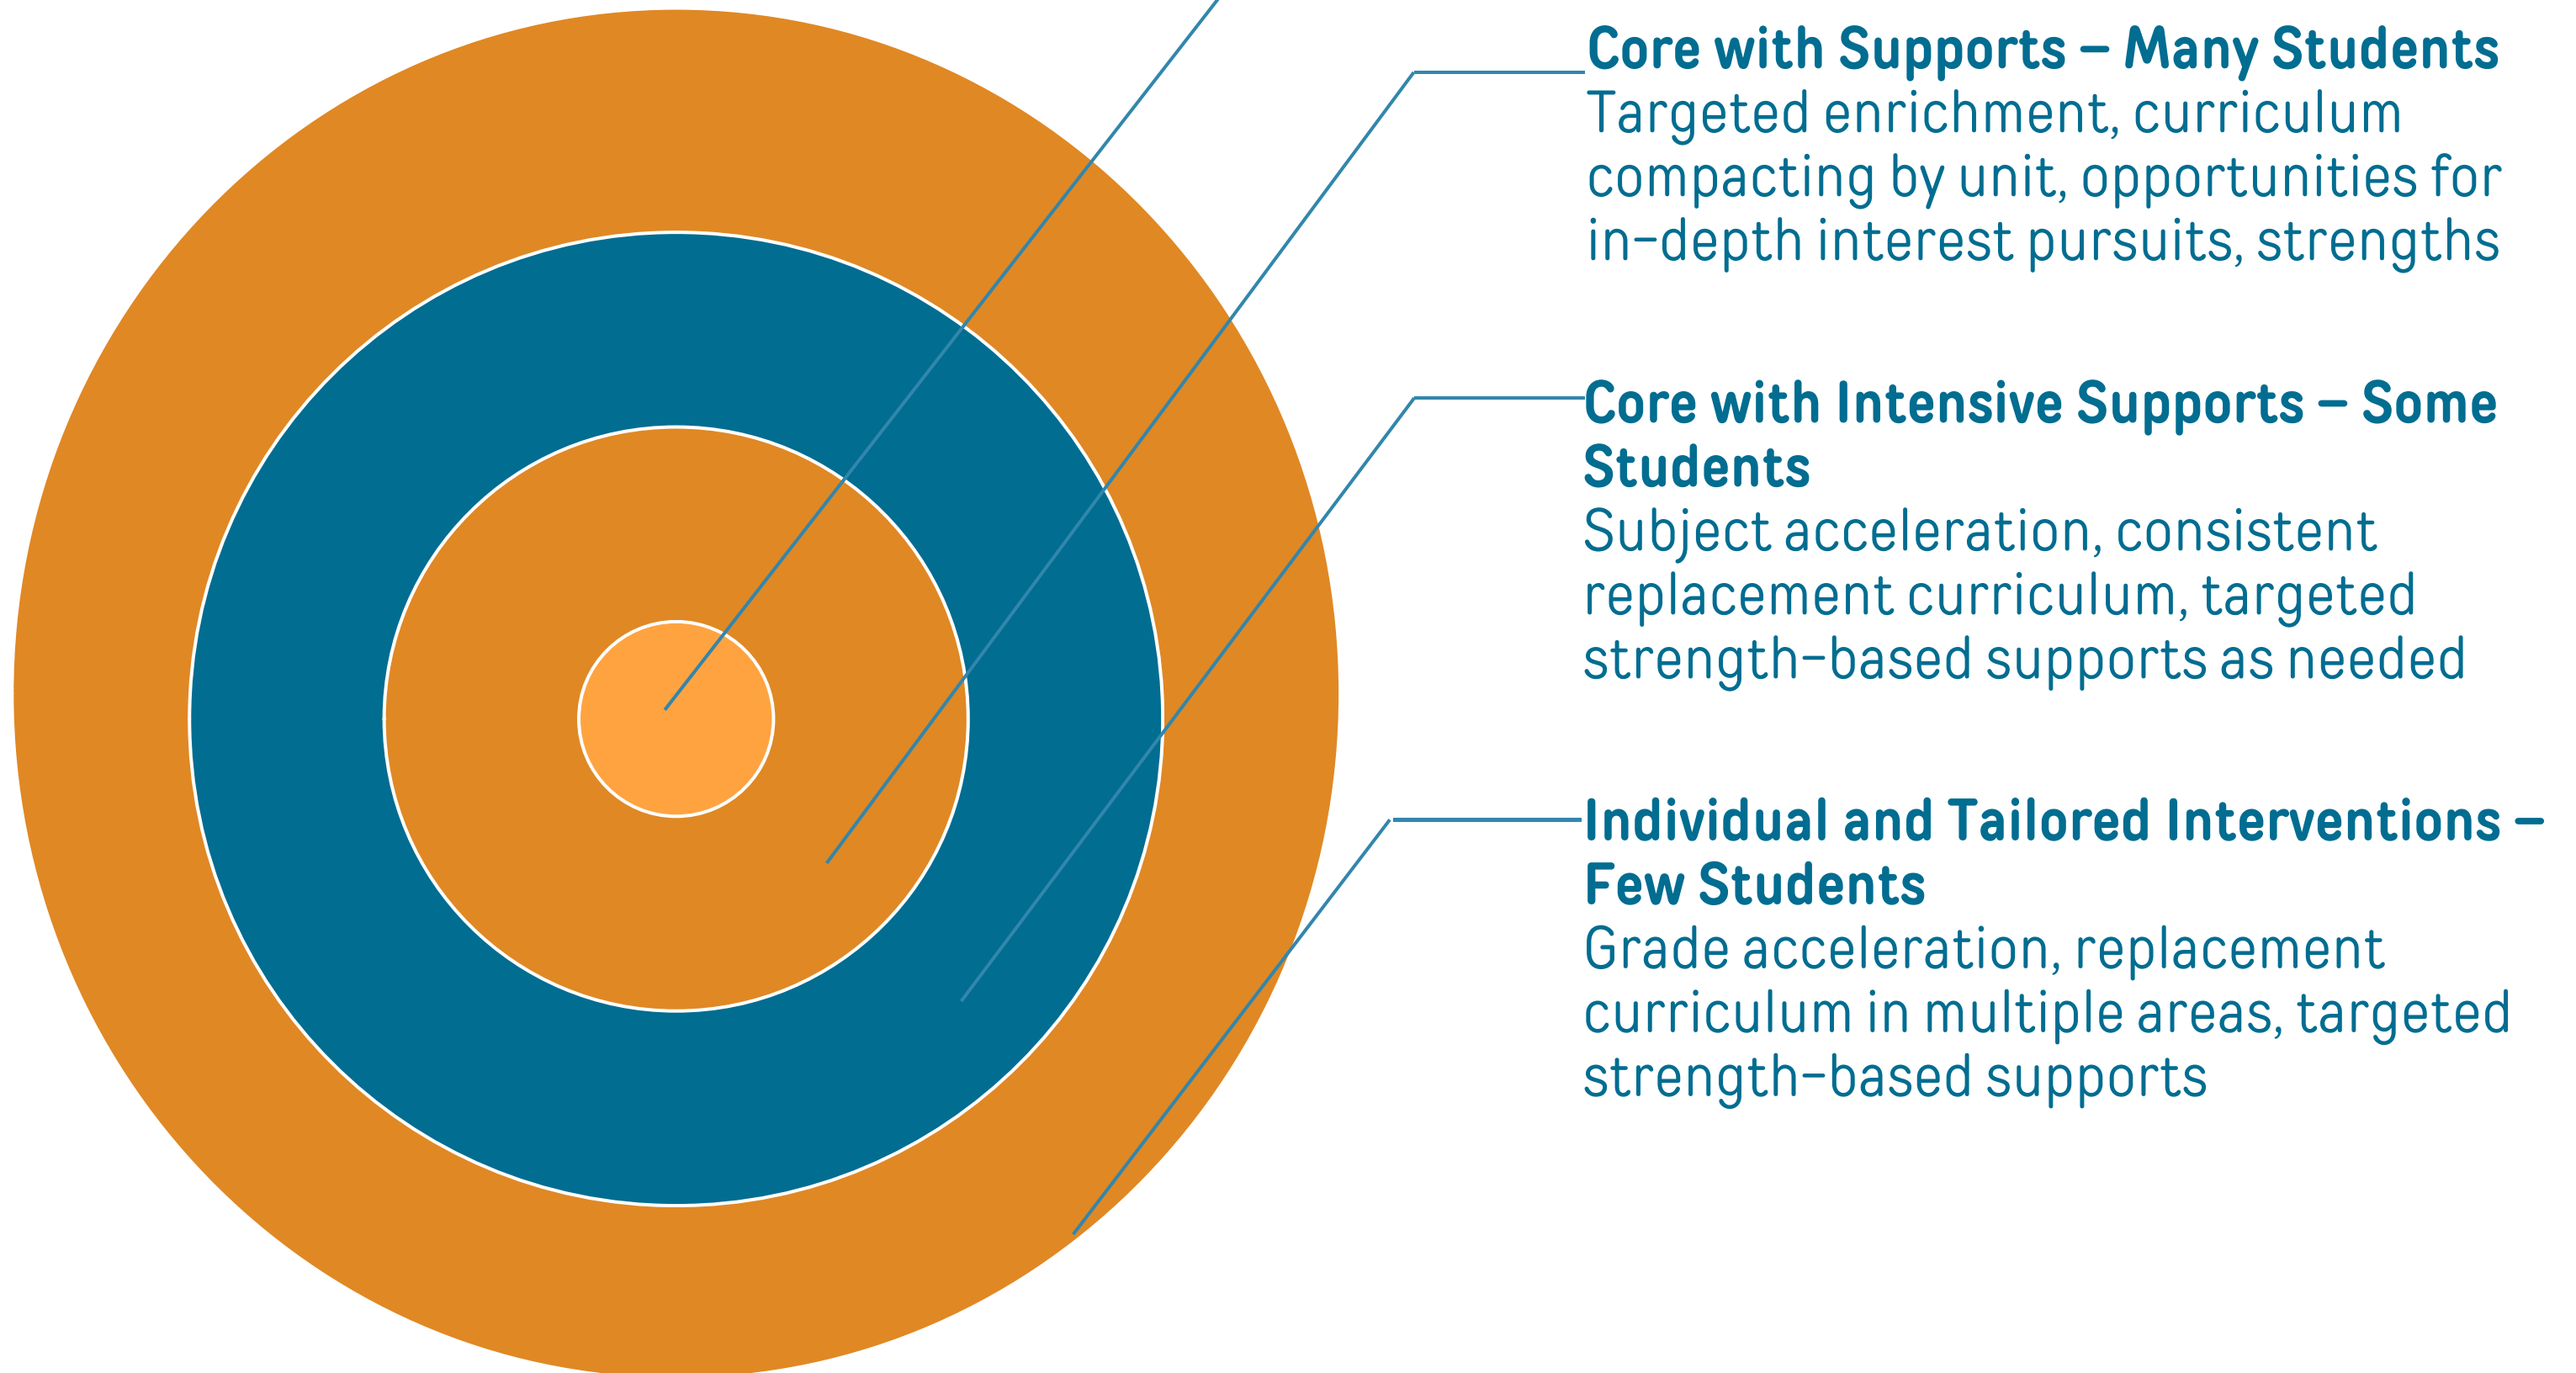 Core with Supports – Many Students
Targeted enrichment, curriculum
compacting by unit, opportunities for
in-depth interest pursuits, strengths
Core with Intensive Supports – Some
Students
Subject acceleration, consistent
replacement curriculum, targeted
strength-based supports as needed
Individual and Tailored Interventions –
Few Students
Grade acceleration, replacement
curriculum in multiple areas, targeted
strength-based supports